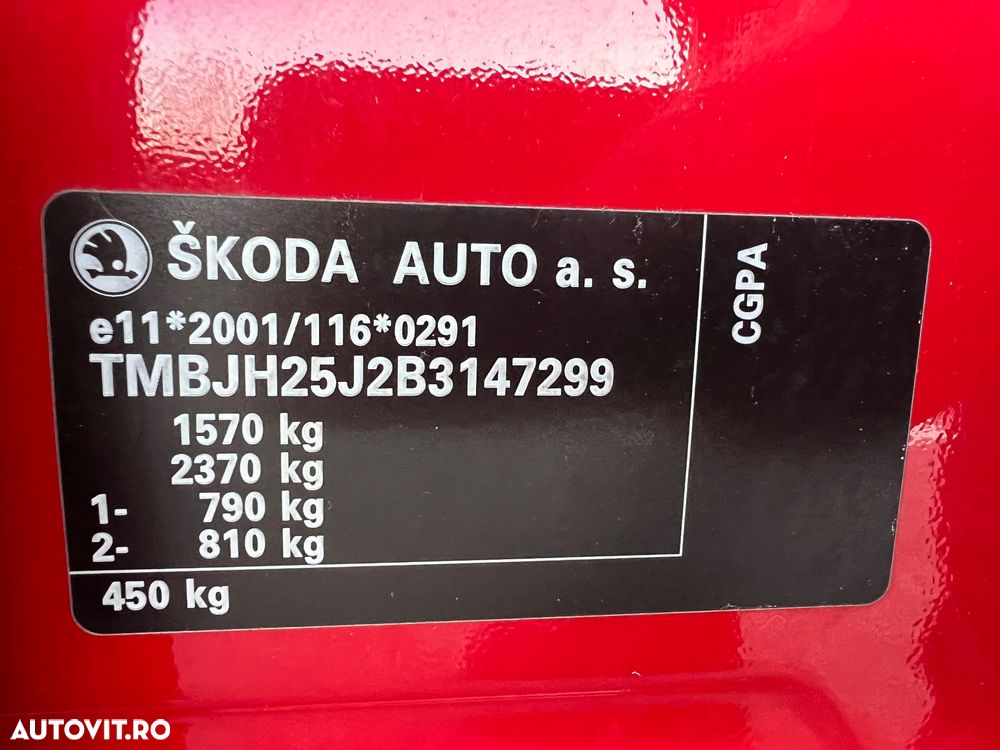 ŠKODA AUTO a. s.
e11*2001/116*0291
TMBJH25J2B3147299
1570 kg
2370 kg
1- 790 kg
2- 810 kg
450 kg
CGPA
AUTOVIT.RO